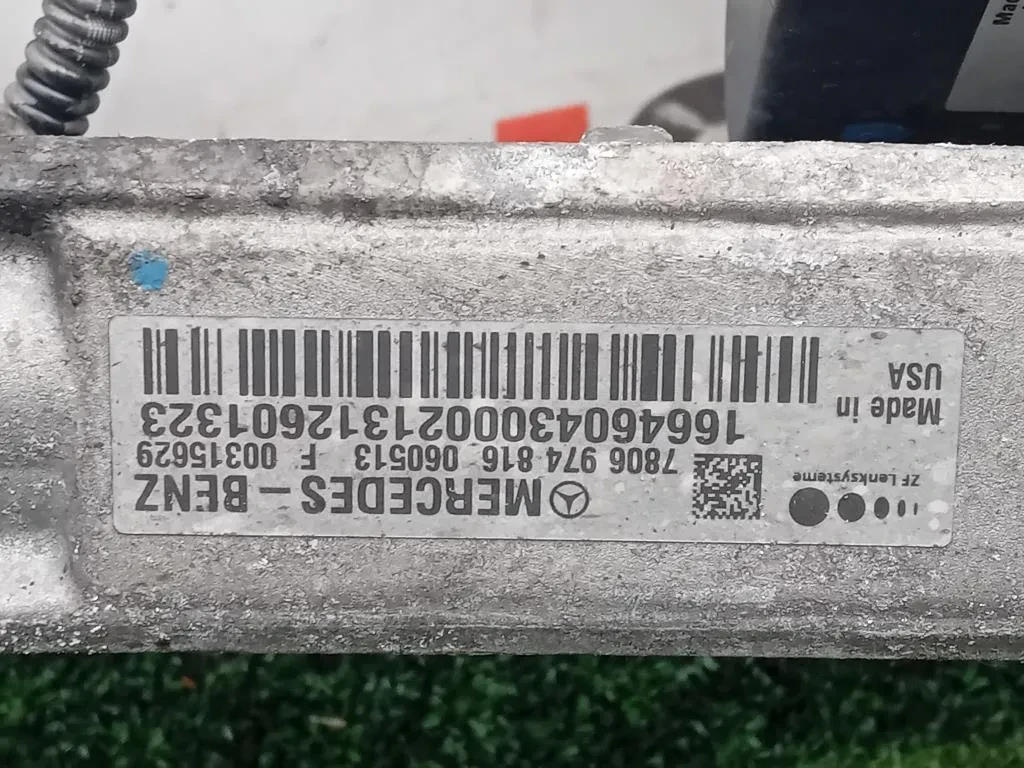 ZF Lenksysteme
MERCEDES-BENZ
7806 974 816 060513 F 00315629
1664604300021312601323
Made in
USA